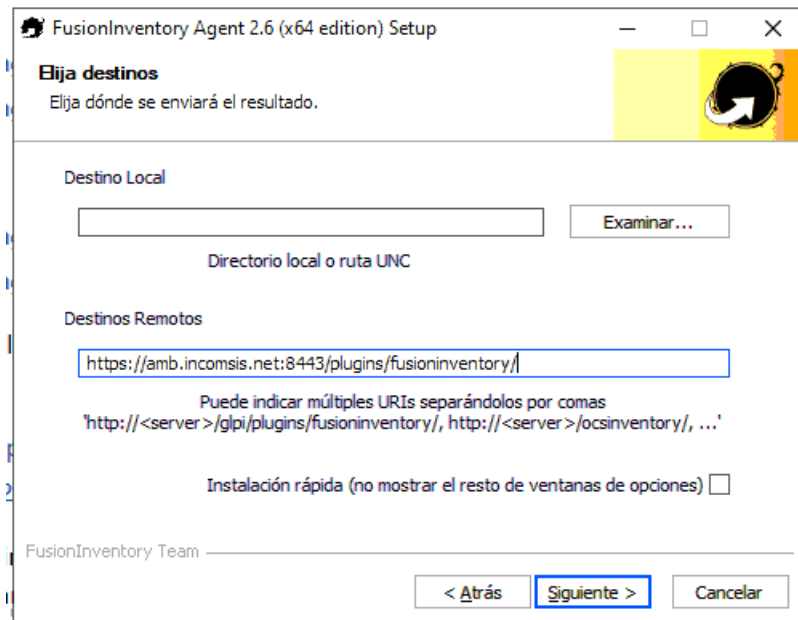 FusionInventory Agent 2.6 (x64 edition) Setup
Elija destinos
Elija dónde se enviará el resultado.
Destino Local
Examinar...
Directorio local o ruta UNC
Destinos Remotos
https://amb.incomsis.net:8443/plugins/fusioninventory/
Puede indicar múltiples URIs separándolos por comas
'http://<server>/glpi/plugins/fusioninventory/, http://<server>/ocsinventory/, ...'
Instalación rápida (no mostrar el resto de ventanas de opciones)
FusionInventory Team
< Atrás
Siguiente >
Cancelar